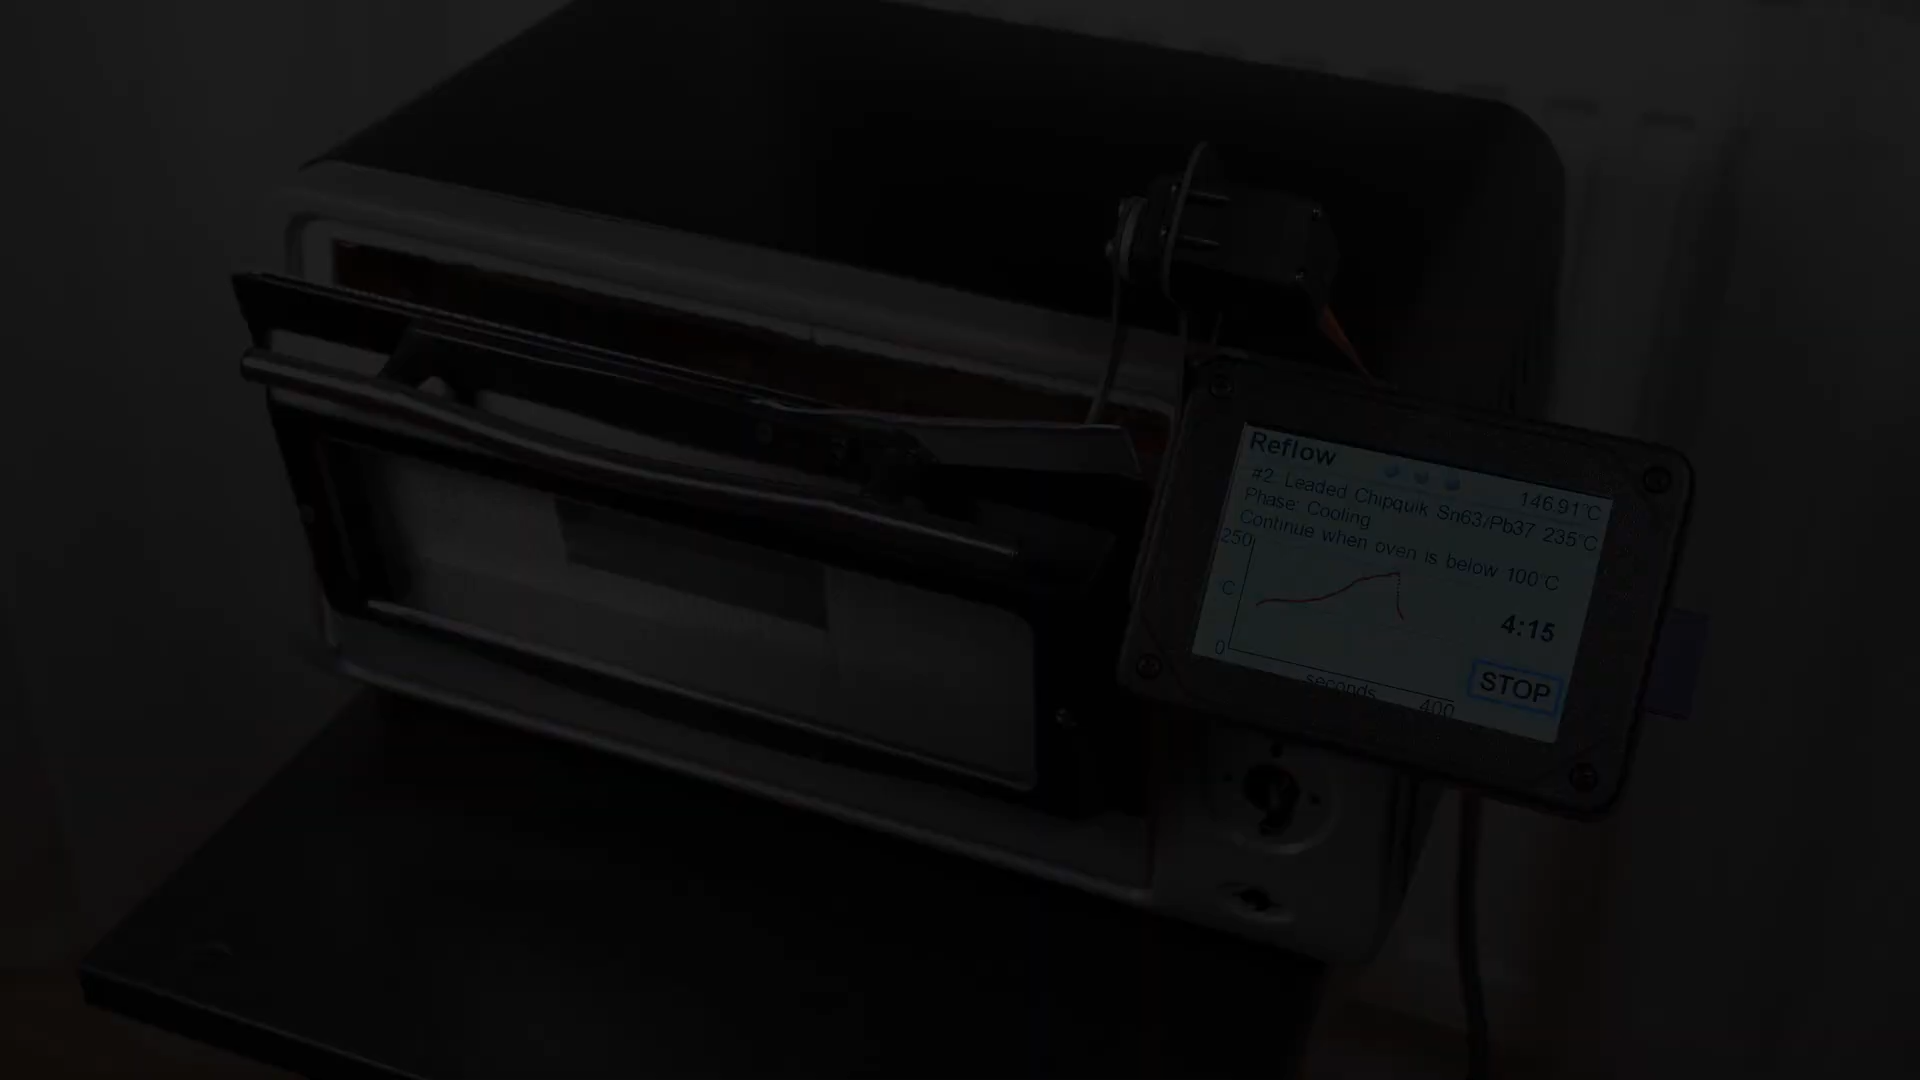 Reflow
146.91°C
#2. Leaded Chipquik Sn63/Pb37 235°C
Phase: Cooling
Continue when oven is below 100°C
250
C
0
4:15
STOP
seconds
400